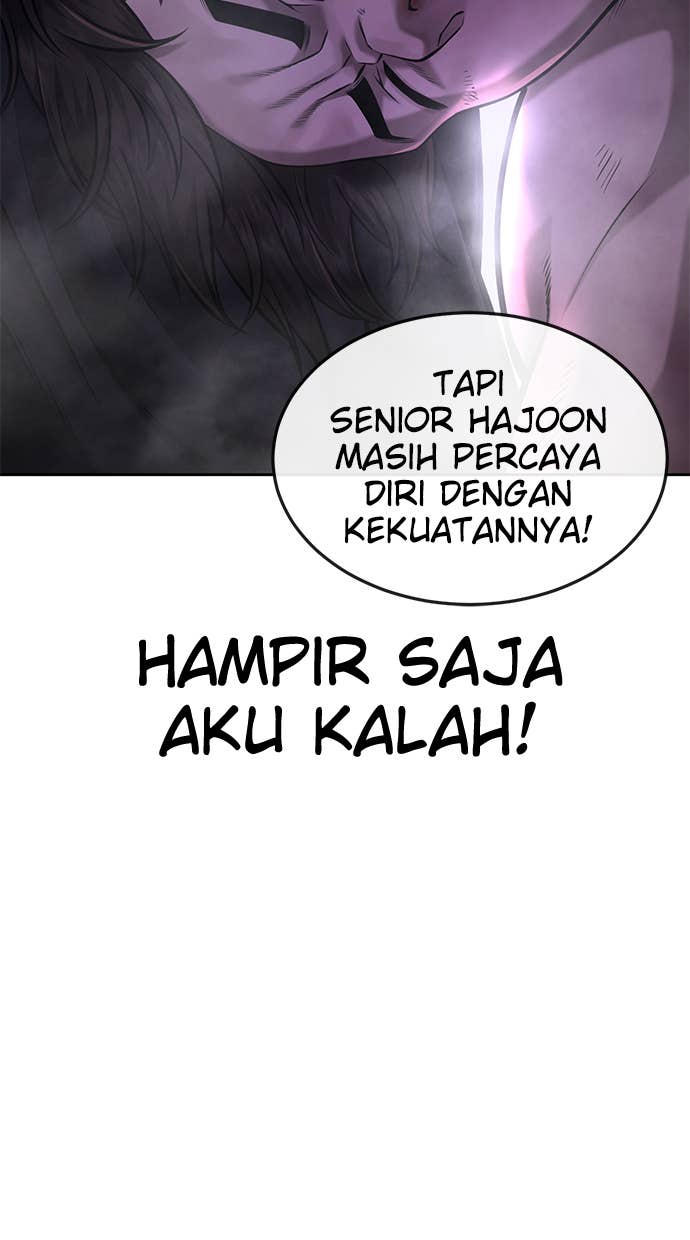 TAPI
SENIOR HAJOON
MASIH PERCAYA
DIRI DENGAN
KEKUATANNYA!
HAMPIR SAJA
AKU KALAH!